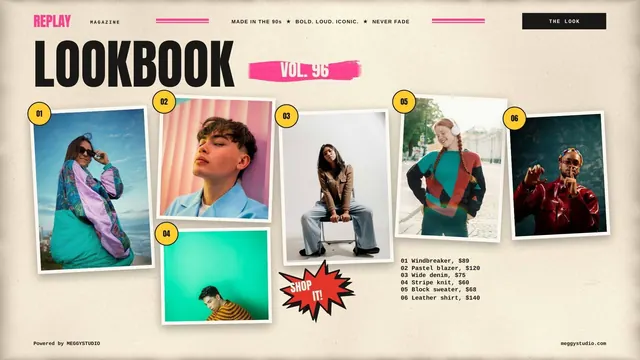 REPLAY
MAGAZINE
MADE IN THE 90s ★ BOLD. LOUD. ICONIC. ★ NEVER FADE
THE LOOK
LOOKBOOK
VOL. 96
01
02
03
05
06
04
SHOP
IT!
01 Windbreaker, $89
02 Pastel blazer, $120
03 Wide denim, $75
04 Stripe knit, $60
05 Block sweater, $68
06 Leather shirt, $140
Powered by MEGGYSTUDIO
meggystudio.com